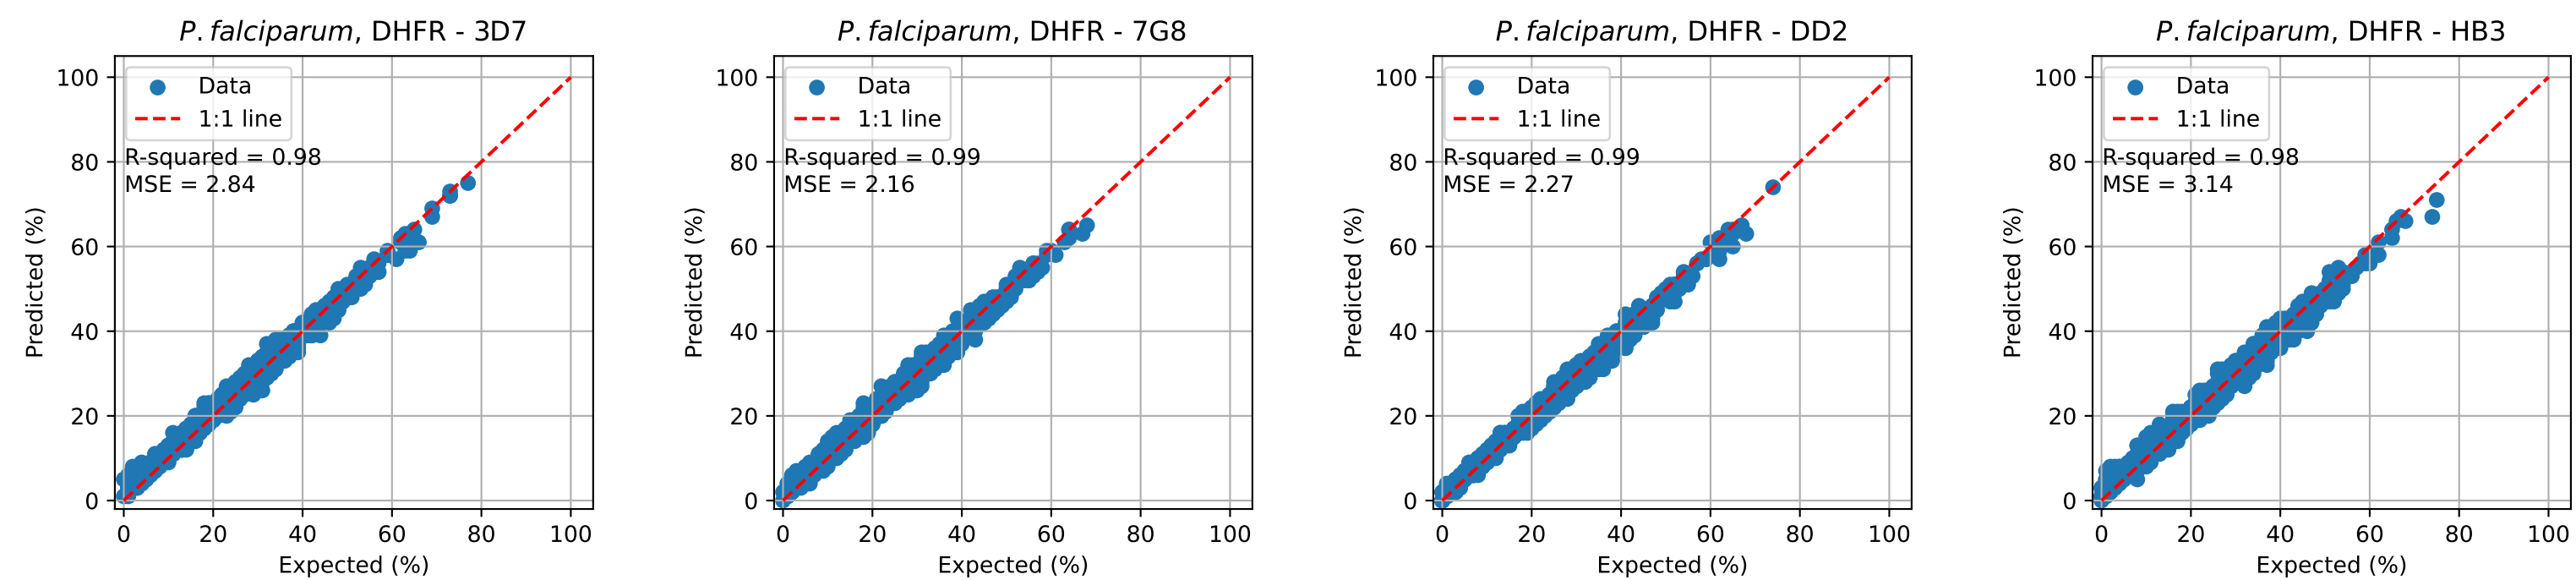 P. falciparum, DHFR - 3D7
100
80
60
40
20
0
Predicted (%)
Data
1:1 line
R-squared = 0.98
MSE = 2.84
0 20 40 60 80 100
Expected (%)
P. falciparum, DHFR - 7G8
100
80
60
40
20
0
Predicted (%)
Data
1:1 line
R-squared = 0.99
MSE = 2.16
0 20 40 60 80 100
Expected (%)
P. falciparum, DHFR - DD2
100
80
60
40
20
0
Predicted (%)
Data
1:1 line
R-squared = 0.99
MSE = 2.27
0 20 40 60 80 100
Expected (%)
P. falciparum, DHFR - HB3
100
80
60
40
20
0
Predicted (%)
Data
1:1 line
R-squared = 0.98
MSE = 3.14
0 20 40 60 80 100
Expected (%)